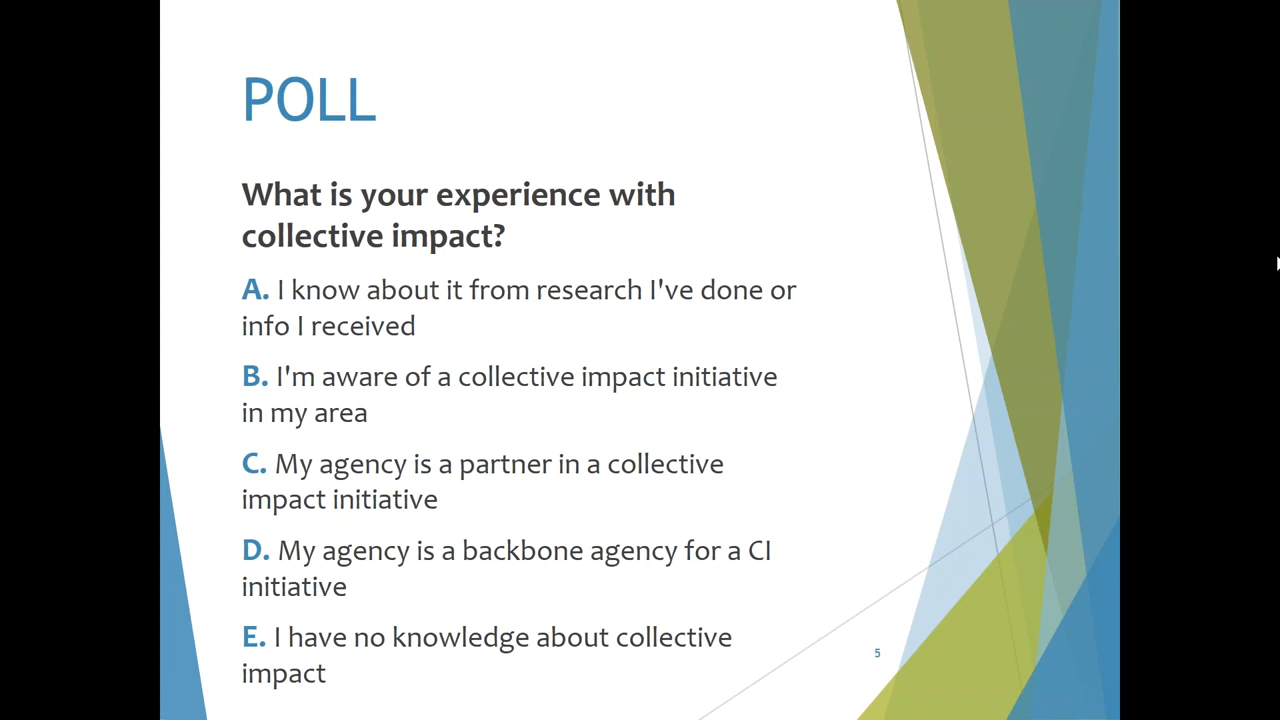 POLL
What is your experience with
collective impact?
A. I know about it from research I've done or
info I received
B. I'm aware of a collective impact initiative
in my area
C. My agency is a partner in a collective
impact initiative
D. My agency is a backbone agency for a CI
initiative
E. I have no knowledge about collective
impact
5